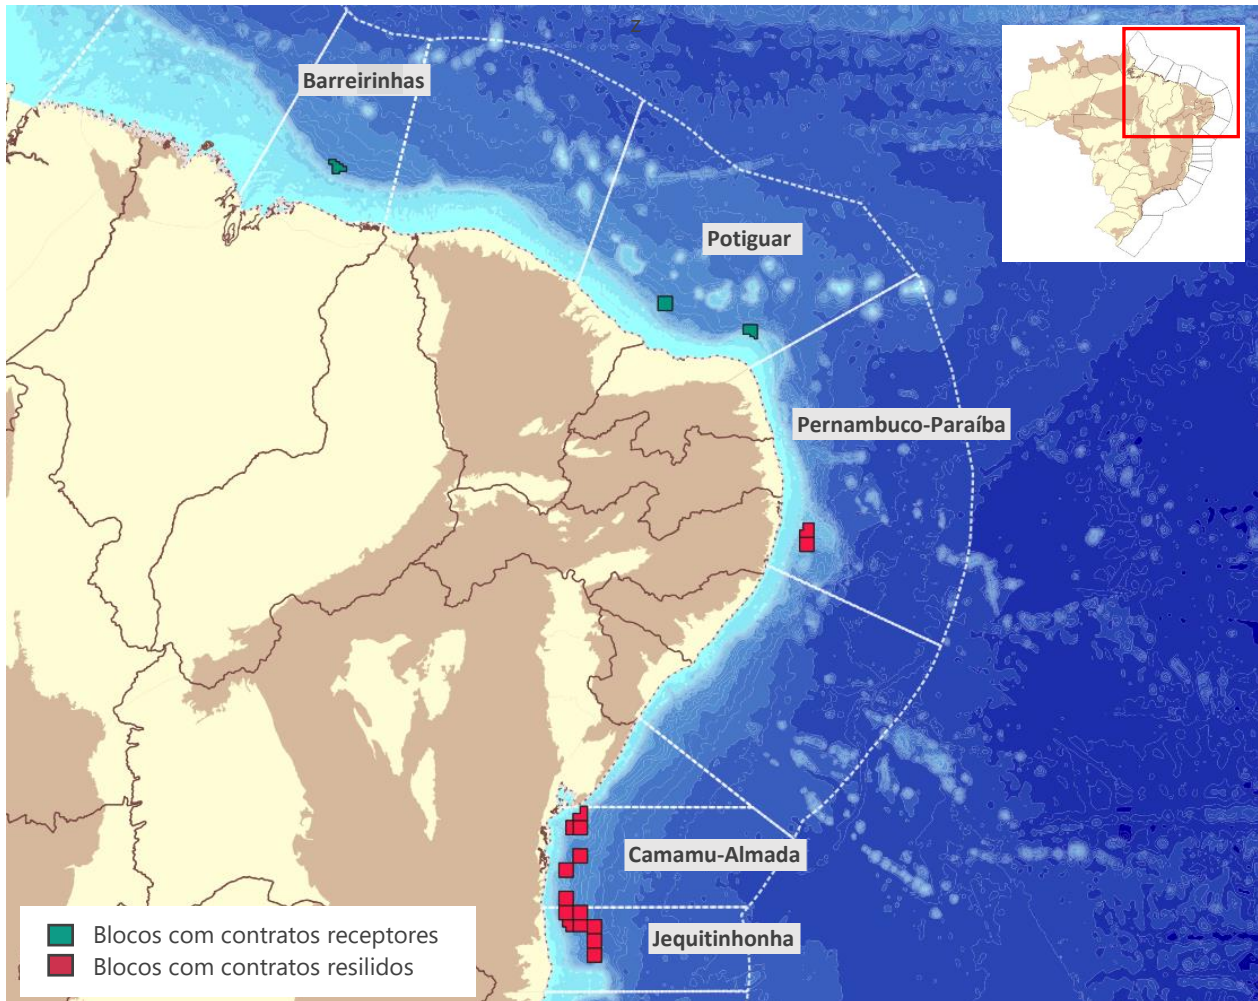 z
Barreirinhas
Potiguar
Pernambuco-Paraíba
Camamu-Almada
Jequitinhonha
Blocos com contratos receptores
Blocos com contratos resilidos